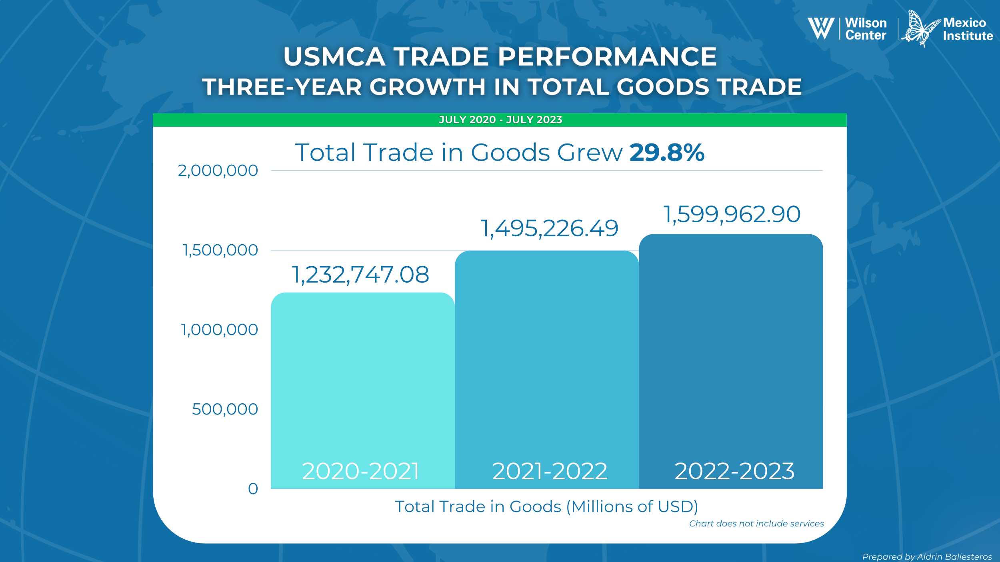 Wilson
Center
Mexico
Institute
USMCA TRADE PERFORMANCE
THREE-YEAR GROWTH IN TOTAL GOODS TRADE
JULY 2020 - JULY 2023
Total Trade in Goods Grew 29.8%
2,000,000
1,500,000
1,000,000
500,000
0
1,232,747.08
1,495,226.49
1,599,962.90
2020-2021
2021-2022
2022-2023
Total Trade in Goods (Millions of USD)
Chart does not include services
Prepared by Aldrin Ballesteros